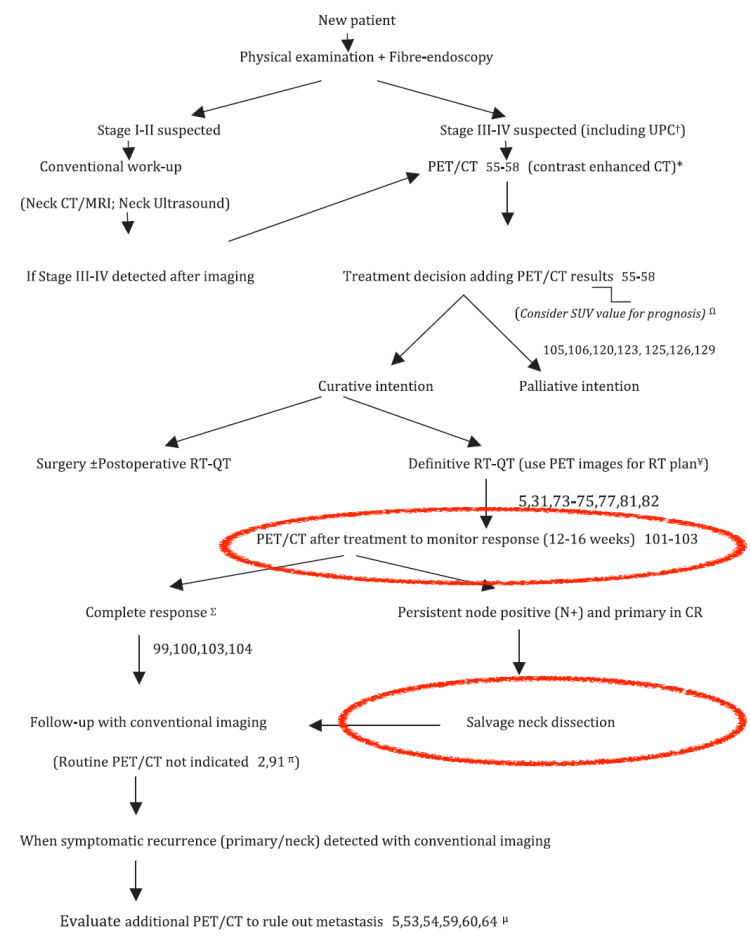 New patient
Physical examination + Fibre-endoscopy
Stage I-II suspected
Stage III-IV suspected (including UPC†)
Conventional work-up
PET/CT 55-58 (contrast enhanced CT)*
(Neck CT/MRI; Neck Ultrasound)
If Stage III-IV detected after imaging
Treatment decision adding PET/CT results 55-58
(Consider SUV value for prognosis) Ω
105,106,120,123, 125,126,129
Curative intention
Palliative intention
Surgery ±Postoperative RT-QT
Definitive RT-QT (use PET images for RT plan¥)
5,31,73-75,77,81,82
PET/CT after treatment to monitor response (12-16 weeks) 101-103
Complete response Σ
Persistent node positive (N+) and primary in CR
99,100,103,104
Follow-up with conventional imaging
Salvage neck dissection
(Routine PET/CT not indicated 2,91 π)
When symptomatic recurrence (primary/neck) detected with conventional imaging
Evaluate additional PET/CT to rule out metastasis 5,53,54,59,60,64 µ